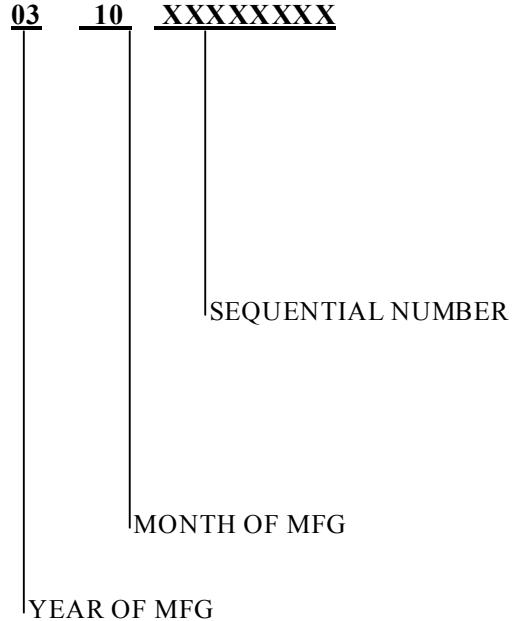 03 10 XXXXXXXX
SEQUENTIAL NUMBER
MONTH OF MFG
YEAR OF MFG